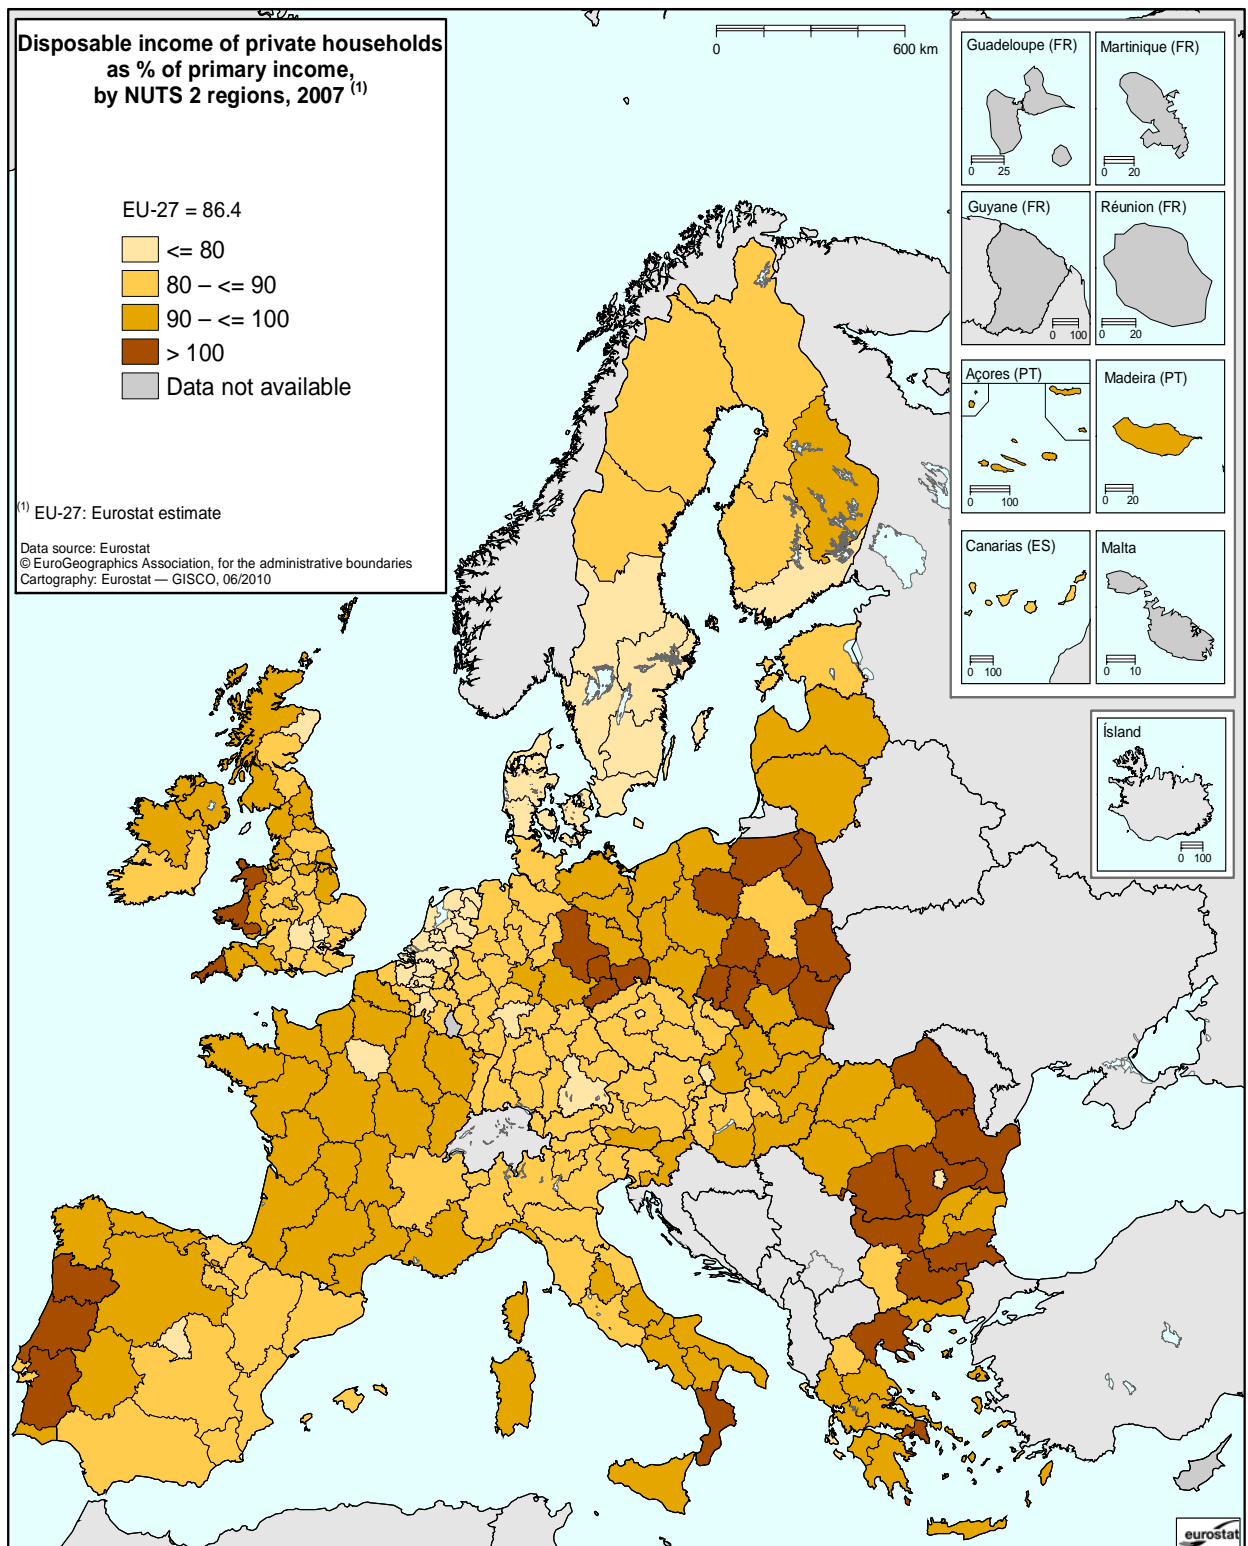 Disposable income of private households
as % of primary income,
by NUTS 2 regions, 2007 (1)
EU-27 = 86.4
<= 80
80 – <= 90
90 – <= 100
> 100
Data not available
(1) EU-27: Eurostat estimate
Data source: Eurostat
© EuroGeographics Association, for the administrative boundaries
Cartography: Eurostat — GISCO, 06/2010
0 600 km
Guadeloupe (FR)
0 25
Martinique (FR)
0 20
Guyane (FR)
0 100
Réunion (FR)
0 20
Açores (PT)
0 100
Madeira (PT)
0 20
Canarias (ES)
0 100
Malta
0 10
Ísland
0 100
eurostat